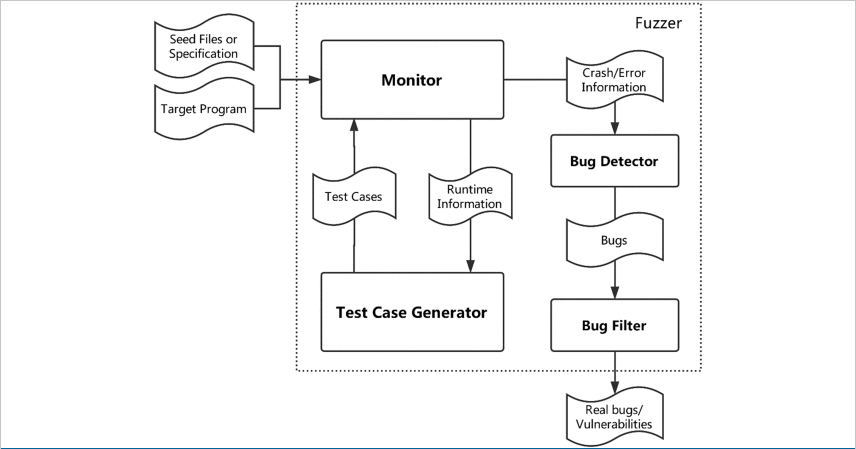 Fuzzer
Seed Files or
Specification
Target Program
Monitor
Crash/Error
Information
Bug Detector
Test Cases
Runtime
Information
Bugs
Test Case Generator
Bug Filter
Real bugs/
Vulnerabilities